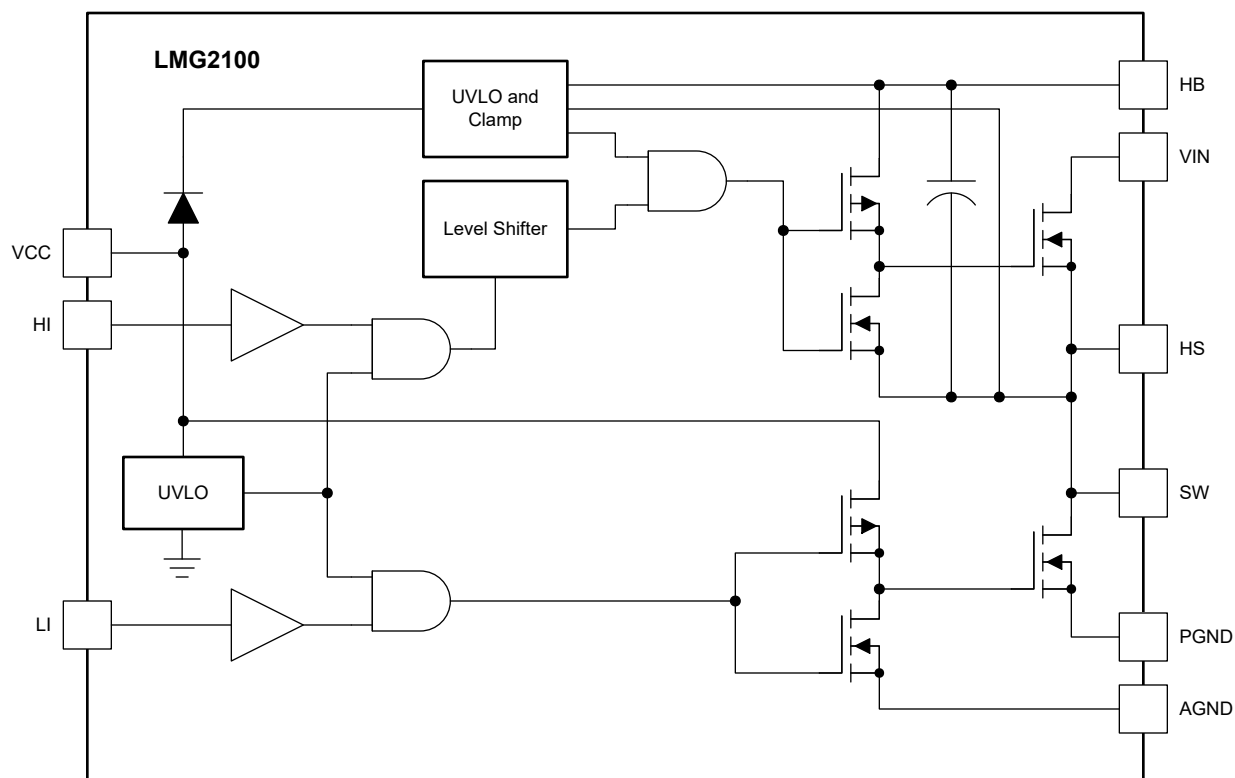 LMG2100
UVLO and
Clamp
HB
VIN
Level Shifter
VCC
HI
HS
UVLO
SW
LI
PGND
AGND